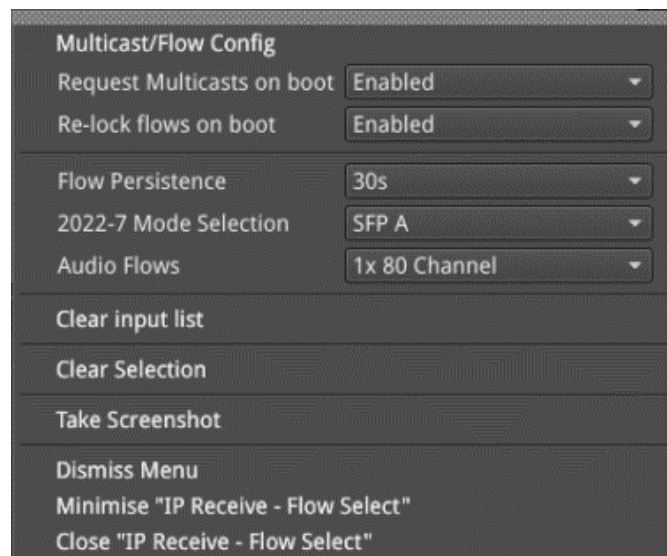 Multicast/Flow Config
Request Multicasts on boot Enabled
Re-lock flows on boot Enabled
Flow Persistence 30s
2022-7 Mode Selection SFP A
Audio Flows 1x 80 Channel
Clear input list
Clear Selection
Take Screenshot
Dismiss Menu
Minimise "IP Receive - Flow Select"
Close "IP Receive - Flow Select"